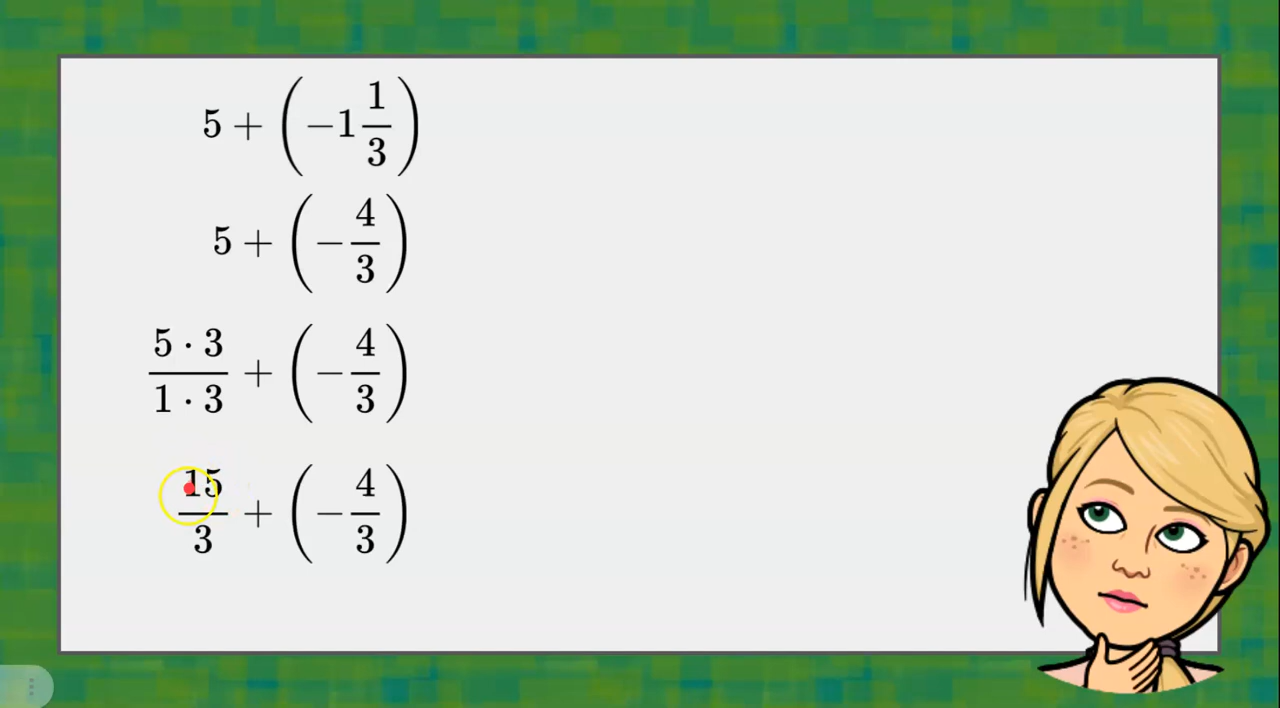 5 + (−1 1/3)
5 + (−4/3)
5 · 3/1 · 3 + (−4/3)
15/3 + (−4/3)